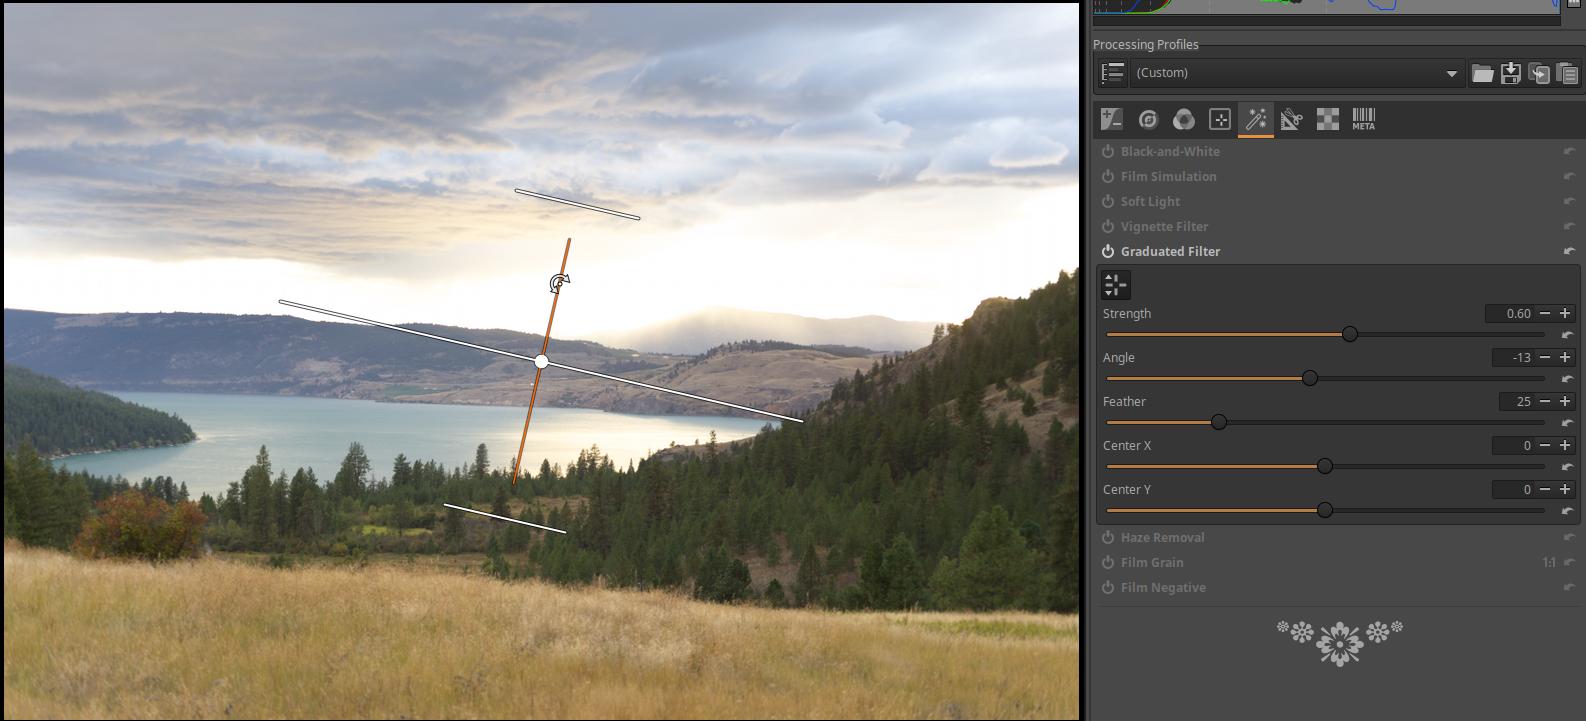 Processing Profiles
(Custom)
META
Black-and-White
Film Simulation
Soft Light
Vignette Filter
Graduated Filter
Strength 0.60
Angle -13
Feather 25
Center X 0
Center Y 0
Haze Removal
Film Grain 1:1
Film Negative